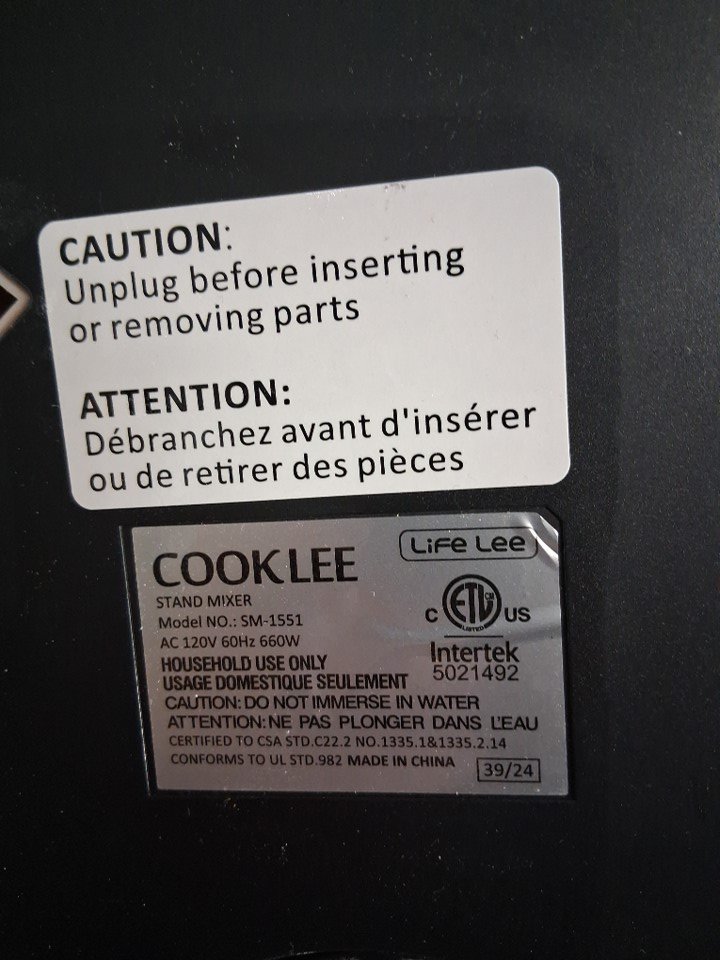 CAUTION:
Unplug before inserting
or removing parts
ATTENTION:
Débranchez avant d'insérer
ou de retirer des pièces
COOKLEE
LiFe Lee
STAND MIXER
Model NO.: SM-1551
AC 120V 60Hz 660W
HOUSEHOLD USE ONLY
USAGE DOMESTIQUE SEULEMENT
C ETL CM LISTED US
Intertek
5021492
CAUTION: DO NOT IMMERSE IN WATER
ATTENTION: NE PAS PLONGER DANS L'EAU
CERTIFIED TO CSA STD.C22.2 NO.1335.1&1335.2.14
CONFORMS TO UL STD.982 MADE IN CHINA
39/24